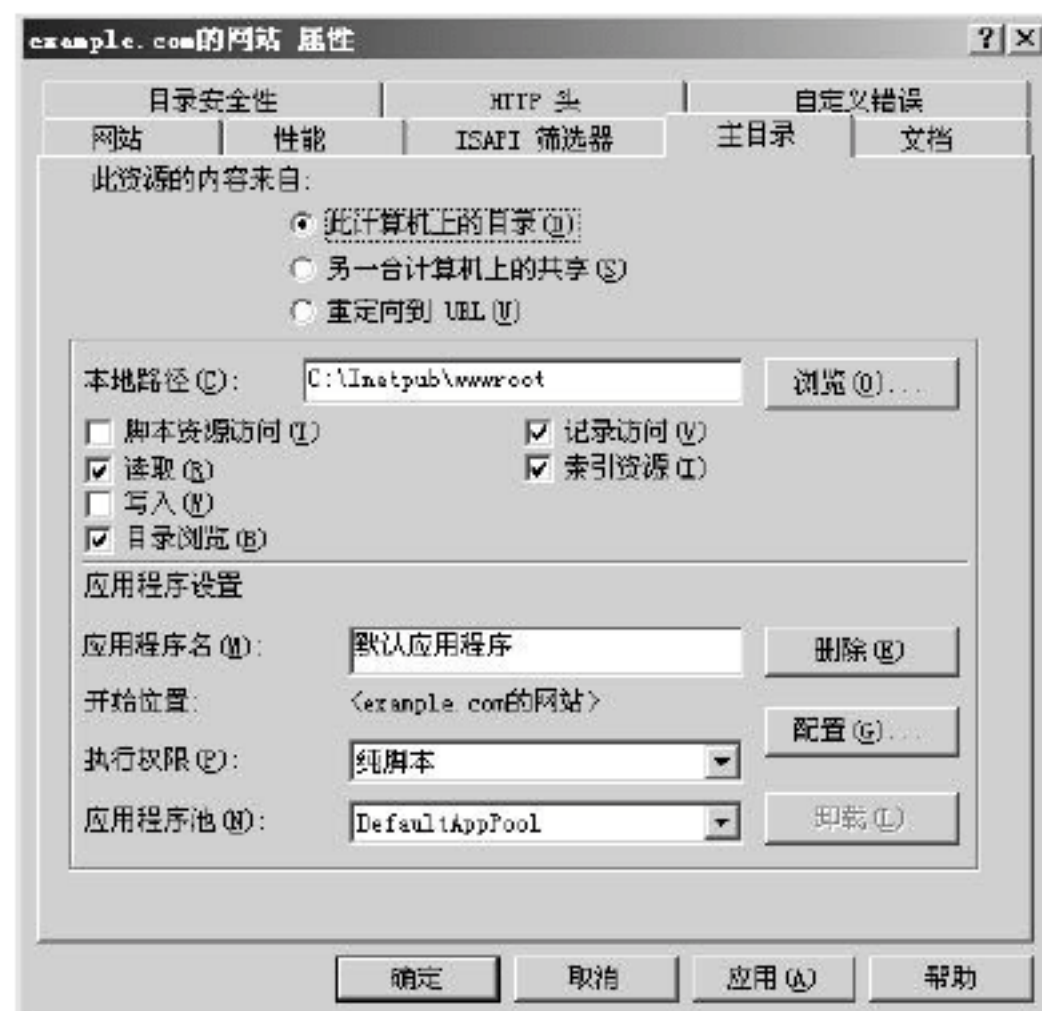 example.com的网站 属性
目录安全性 HTTP 头 自定义错误
网站 性能 ISAPI 筛选器 主目录 文档
此资源的内容来自:
此计算机上的目录(D)
另一台计算机上的共享(S)
重定向到 URL(U)
本地路径(C): C:\Inetpub\wwwroot 浏览(O)...
脚本资源访问(T) 记录访问(V)
读取(R) 索引资源(I)
写入(W)
目录浏览(B)
应用程序设置
应用程序名(M): 默认应用程序 删除(E)
开始位置: <example.com的网站>
配置(G)...
执行权限(P): 纯脚本
应用程序池(N): DefaultAppPool 卸载(L)
确定 取消 应用(A) 帮助